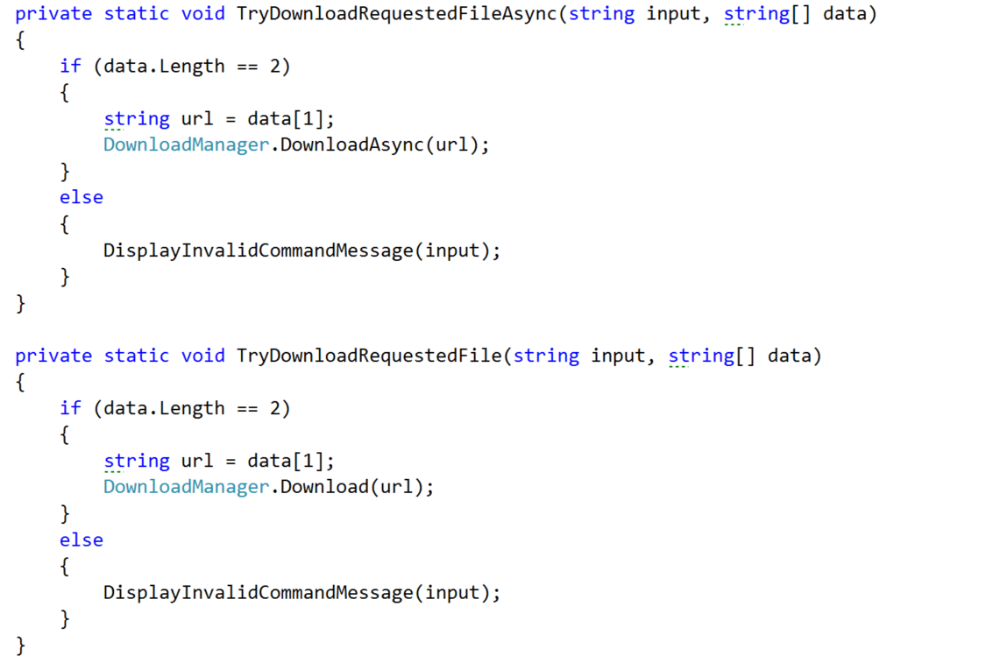 private static void TryDownloadRequestedFileAsync(string input, string[] data)
{
    if (data.Length == 2)
    {
        string url = data[1];
        DownloadManager.DownloadAsync(url);
    }
    else
    {
        DisplayInvalidCommandMessage(input);
    }
}

private static void TryDownloadRequestedFile(string input, string[] data)
{
    if (data.Length == 2)
    {
        string url = data[1];
        DownloadManager.Download(url);
    }
    else
    {
        DisplayInvalidCommandMessage(input);
    }
}